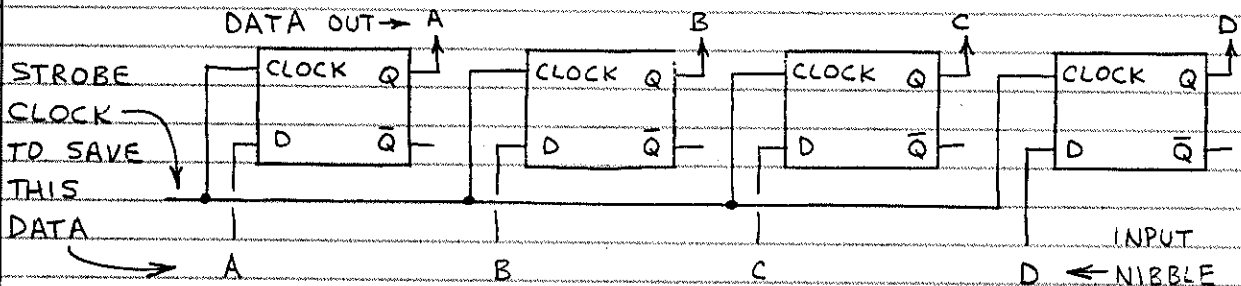 DATA OUT → A B C D
STROBE CLOCK TO SAVE THIS DATA
CLOCK Q CLOCK Q CLOCK Q CLOCK Q
D Q̅ D Q̅ D Q̅ D Q̅
A B C D ← INPUT NIBBLE